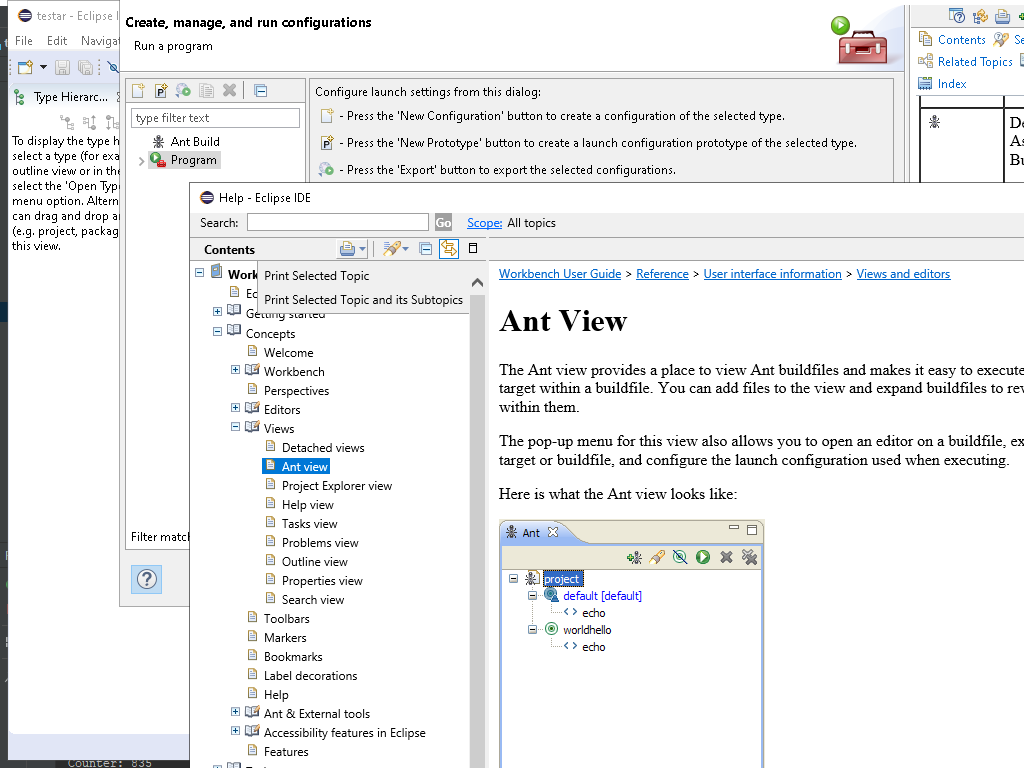 testar - Eclipse I
File Edit Navigat
Type Hierarc...
To display the type h
select a type (for exa
outline view or in the
select the 'Open Type
menu option. Altern
can drag and drop an
(e.g. project, packag
this view.
Create, manage, and run configurations
Run a program
type filter text
Ant Build
Program
Filter match
Configure launch settings from this dialog:
- Press the 'New Configuration' button to create a configuration of the selected type.
- Press the 'New Prototype' button to create a launch configuration prototype of the selected type.
- Press the 'Export' button to export the selected configurations.
Contents Se
Related Topics
Index
De
As
Bu
Help - Eclipse IDE
Search: Go Scope: All topics
Contents
Print Selected Topic
Print Selected Topic and its Subtopics
Work
Ec
Getting started
Concepts
Welcome
Workbench
Perspectives
Editors
Views
Detached views
Ant view
Project Explorer view
Help view
Tasks view
Problems view
Outline view
Properties view
Search view
Toolbars
Markers
Bookmarks
Label decorations
Help
Ant & External tools
Accessibility features in Eclipse
Features
Workbench User Guide > Reference > User interface information > Views and editors
Ant View
The Ant view provides a place to view Ant buildfiles and makes it easy to execute
target within a buildfile. You can add files to the view and expand buildfiles to rev
within them.
The pop-up menu for this view also allows you to open an editor on a buildfile, ex
target or buildfile, and configure the launch configuration used when executing.
Here is what the Ant view looks like:
Ant
project
default [default]
echo
worldhello
echo
Counter: 835